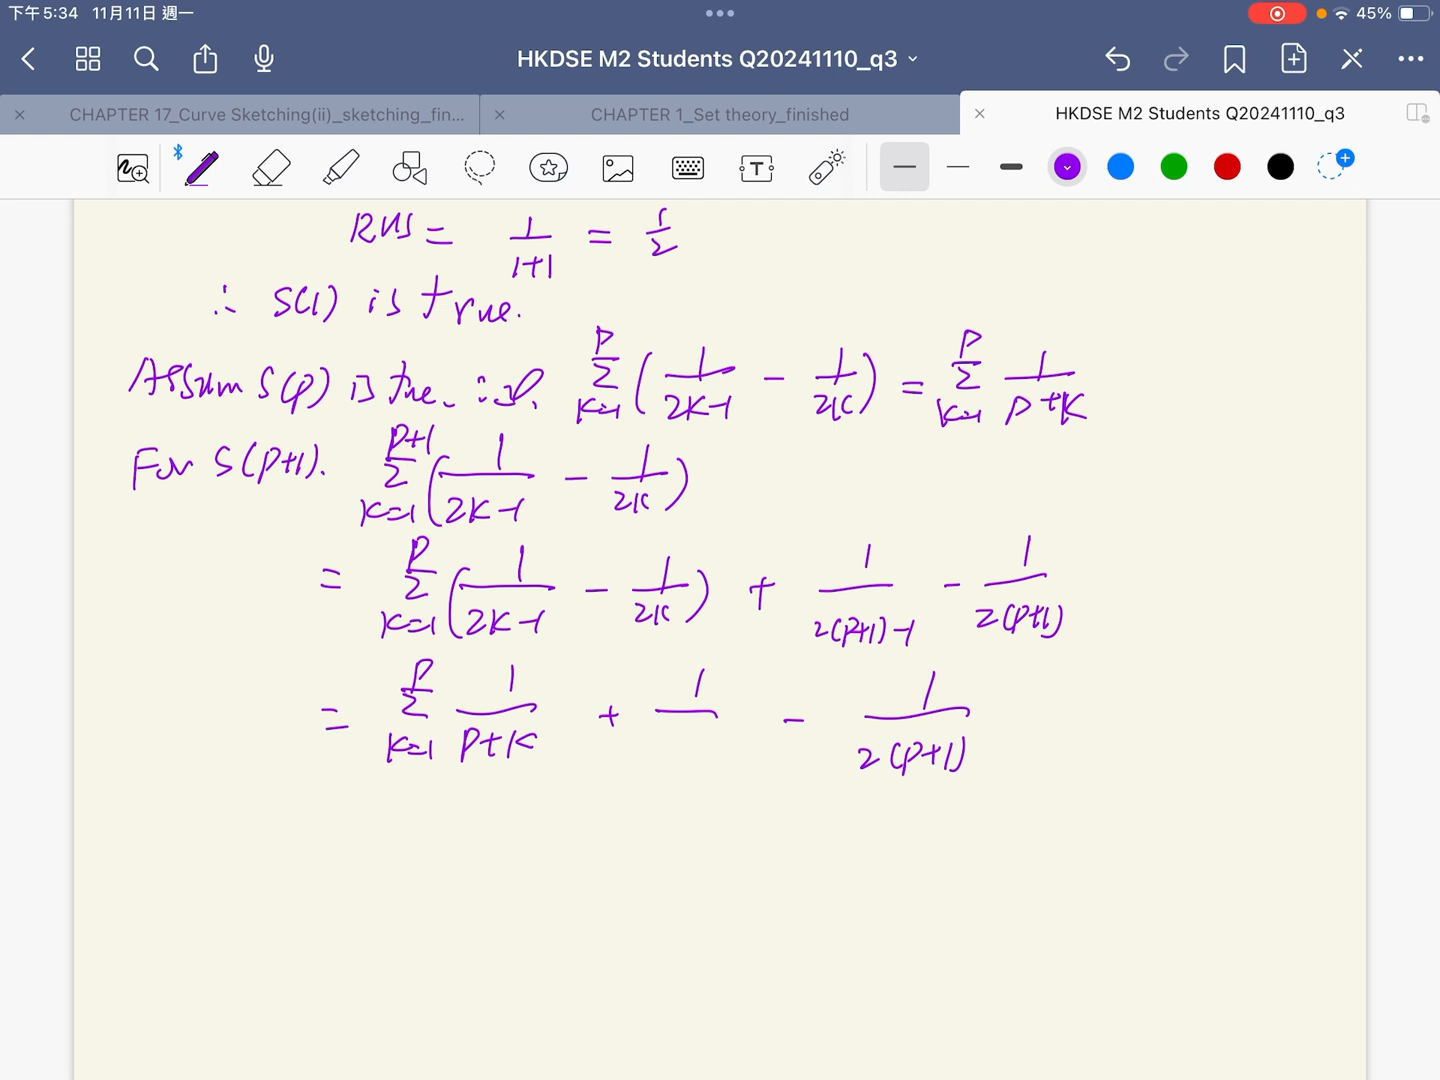 下午5:34 11月11日 週一
45%
HKDSE M2 Students Q20241110_q3
CHAPTER 17_Curve Sketching(ii)_sketching_fin...
CHAPTER 1_Set theory_finished
HKDSE M2 Students Q20241110_q3
RHS = 1/(1+1) = 1/2
∴ S(1) is true.
Assum S(p) is true. i.e. Σ_{k=1}^{p} (1/(2k-1) - 1/(2k)) = Σ_{k=1}^{p} 1/(p+k)
For S(p+1). Σ_{k=1}^{p+1} (1/(2k-1) - 1/(2k))
= Σ_{k=1}^{p} (1/(2k-1) - 1/(2k)) + 1/(2(p+1)-1) - 1/(2(p+1))
= Σ_{k=1}^{p} 1/(p+k) + 1/ - 1/(2(p+1))